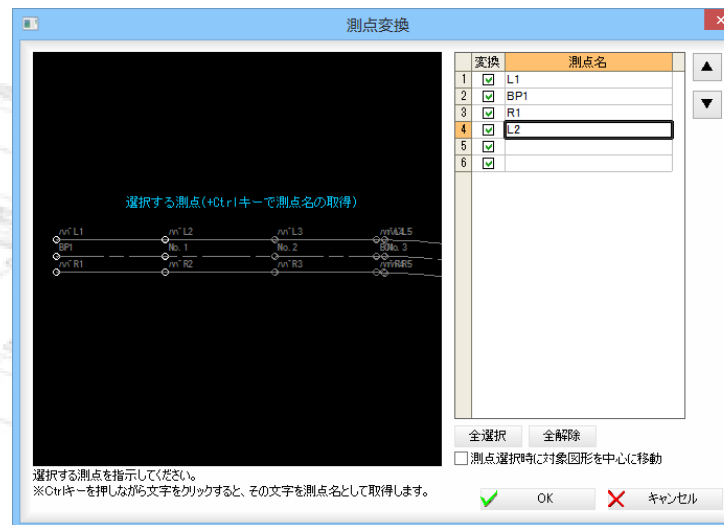 測点変換
変換 測点名
1 L1
2 BP1
3 R1
4 L2
5
6
▲
▼
選択する測点(+Ctrlキーで測点名の取得)
L1 L2 L3
BP1 No. 1 No. 2
R1 R2 R3
全選択 全解除
測点選択時に対象図形を中心に移動
選択する測点を指示してください。
※Ctrlキーを押しながら文字をクリックすると、その文字を測点名として取得します。
OK キャンセル